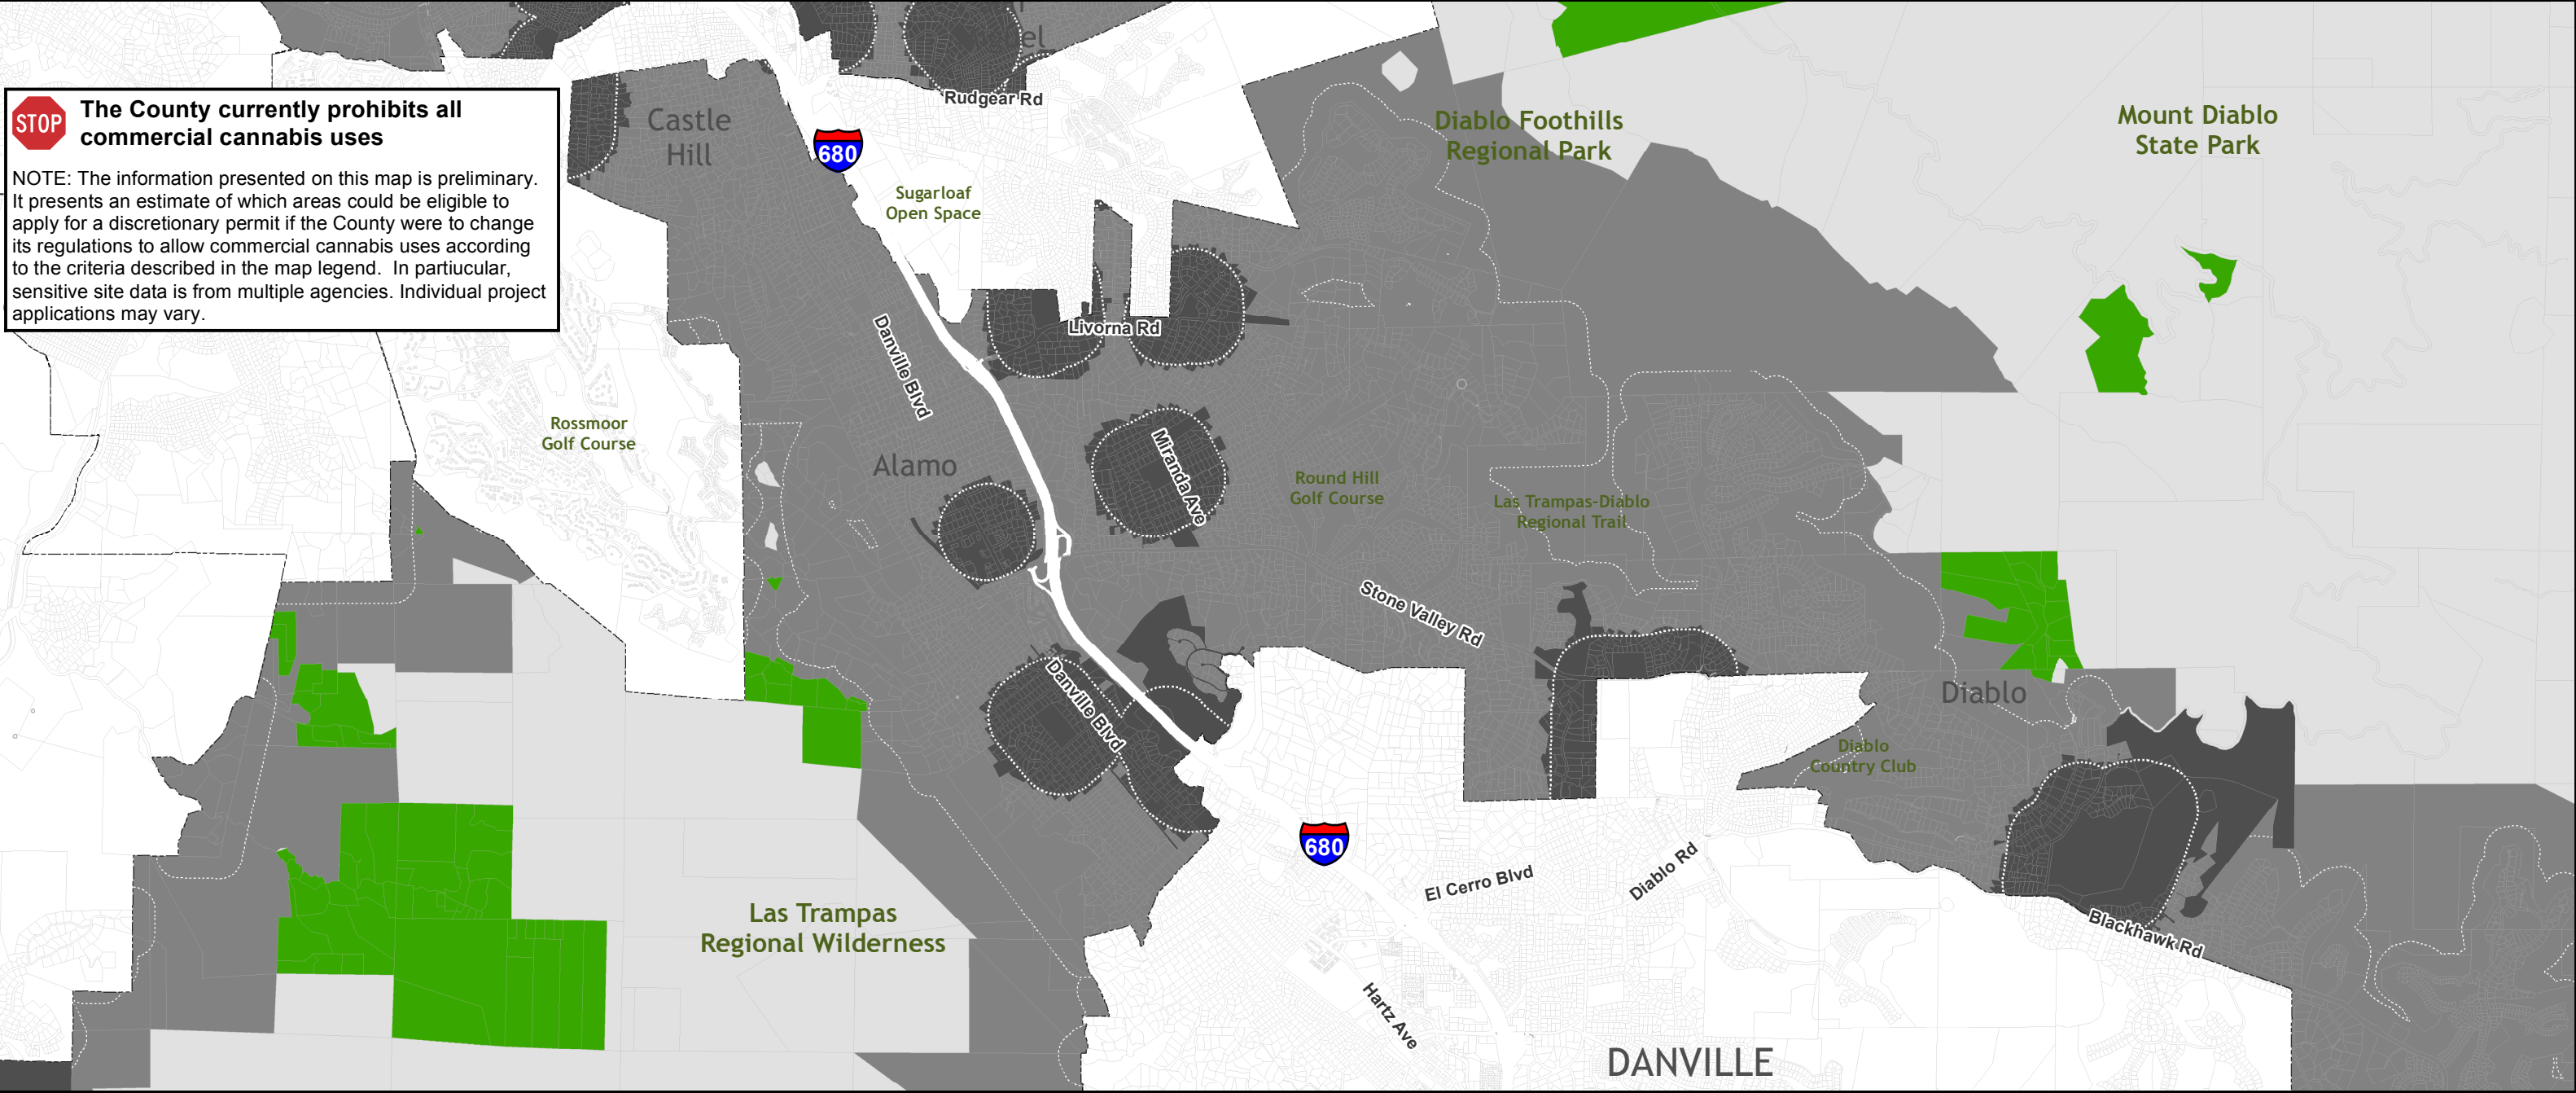 el
Rudgear Rd
STOP
The County currently prohibits all
commercial cannabis uses
NOTE: The information presented on this map is preliminary.
It presents an estimate of which areas could be eligible to
apply for a discretionary permit if the County were to change
its regulations to allow commercial cannabis uses according
to the criteria described in the map legend. In partiucular,
sensitive site data is from multiple agencies. Individual project
applications may vary.
Castle
Hill
680
Sugarloaf
Open Space
Diablo Foothills
Regional Park
Mount Diablo
State Park
Livorna Rd
Danville Blvd
Rossmoor
Golf Course
Alamo
Miranda Ave
Round Hill
Golf Course
Las Trampas-Diablo
Regional Trail
Stone Valley Rd
Danville Blvd
Diablo
Diablo
Country Club
680
El Cerro Blvd
Diablo Rd
Las Trampas
Regional Wilderness
Blackhawk Rd
Hartz Ave
DANVILLE